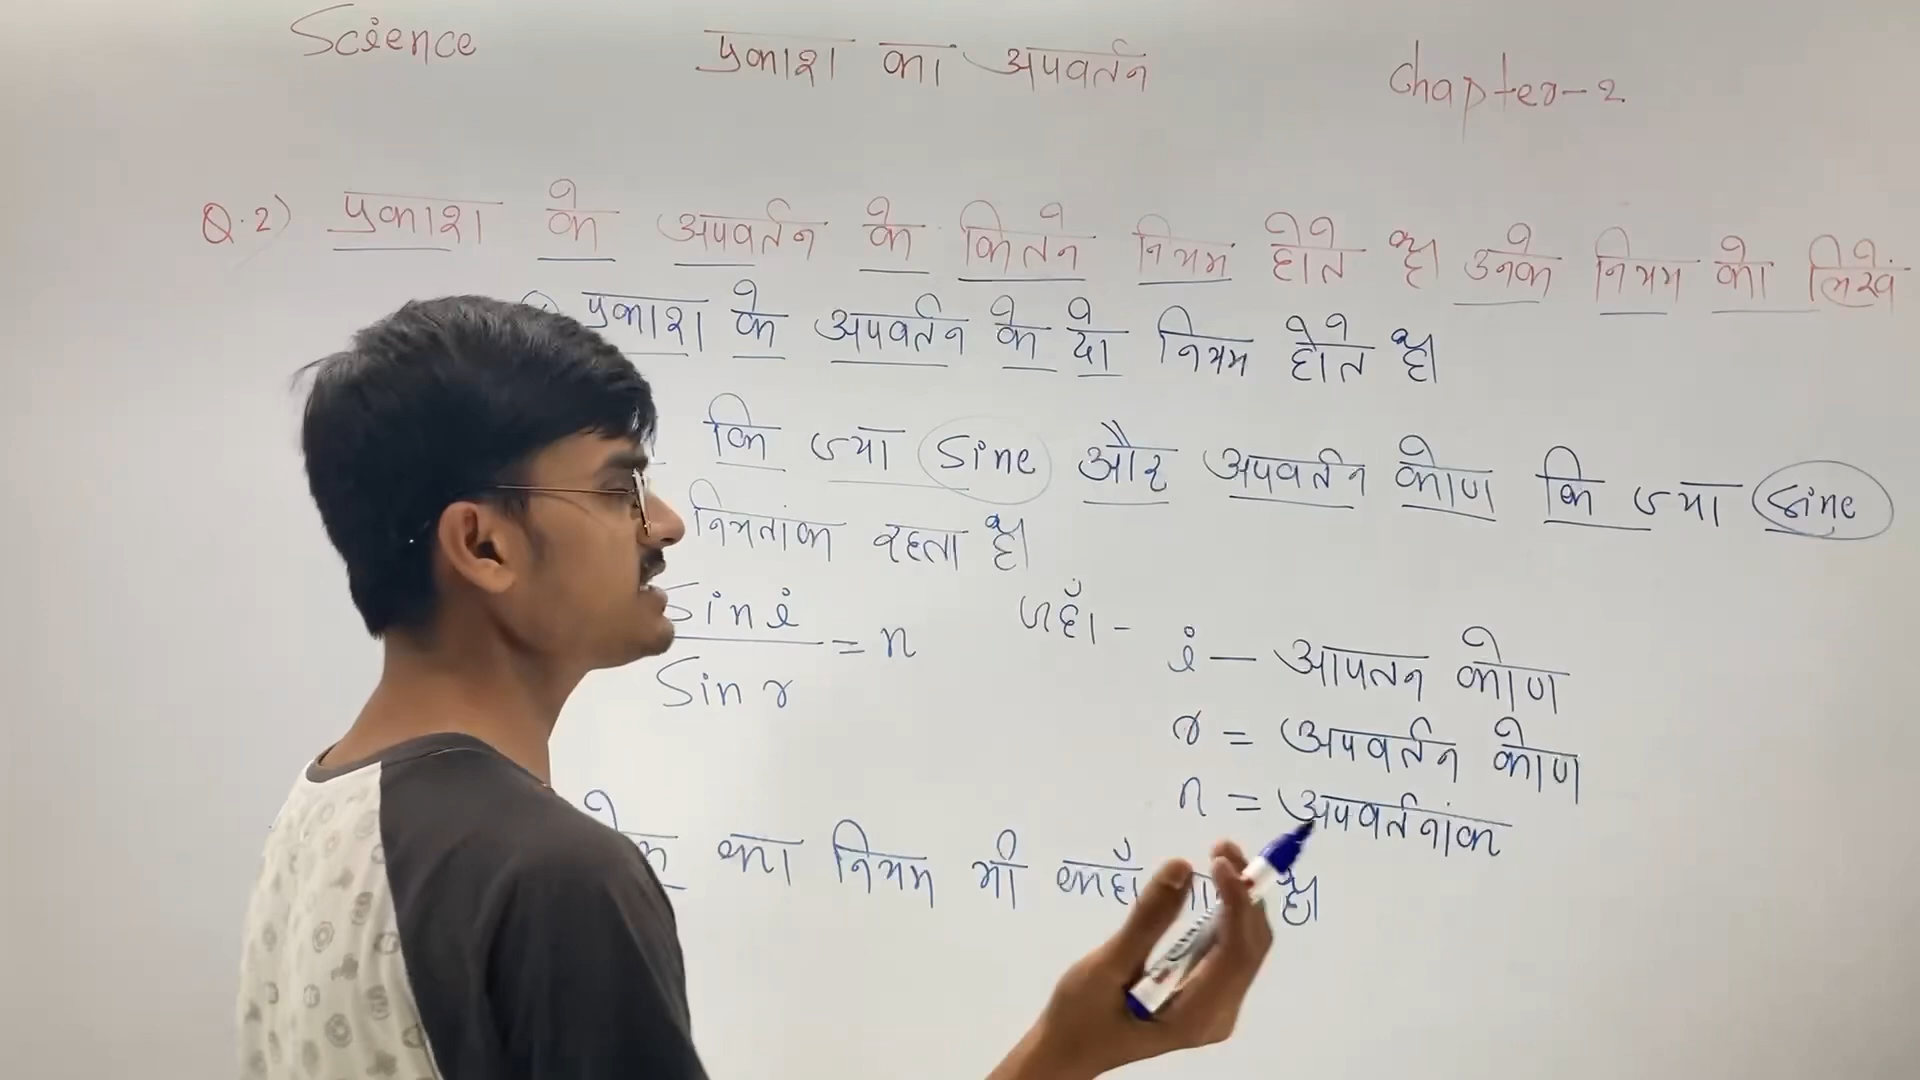 Science प्रकाश का अपवर्तन Chapter-2
Q.2) प्रकाश के अपवर्तन के कितने नियम होते है। उनके नियम को लिखे
प्रकाश के अपवर्तन के दो नियम होते है।
कि ज्या sine और अपवर्तन कोण कि ज्या sine
नियतांक रहता है।
Sin i / Sin r = n जहाँ -
i — आपतन कोण
r = अपवर्तन कोण
n = अपवर्तनांक
का नियम भी कहाँ है।